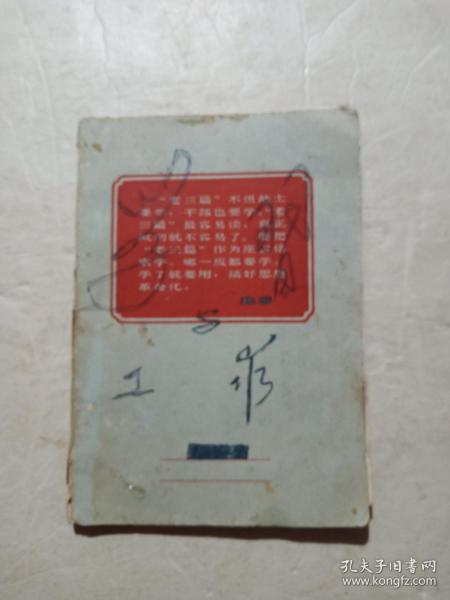 “老三篇”不但战士
要学,干部也要学。“老
三篇”最容易读,真
做到就不容易了。要把
“老三篇”作为座右铭
来学。哪一级都要学。
学了就要用,搞好思想
革命化。
林彪
与
工 作
孔夫子旧书网
www.kongfz.com